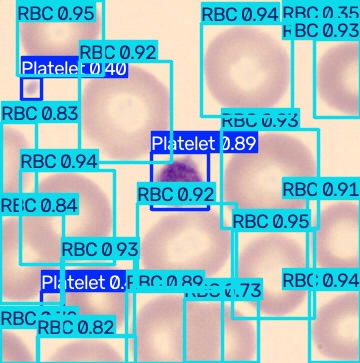 RBC 0.95
RBC 0.94
RBC 0.35
RBC 0.93
RBC 0.92
Platelet 0.40
RBC 0.83
RBC 0.93
Platelet 0.89
RBC 0.94
RBC 0.92
RBC 0.91
RBC 0.84
RBC 0.95
RBC 0.93
Platelet
RBC 0.89
RBC 0.94
0.73
RBC
RBC 0.82